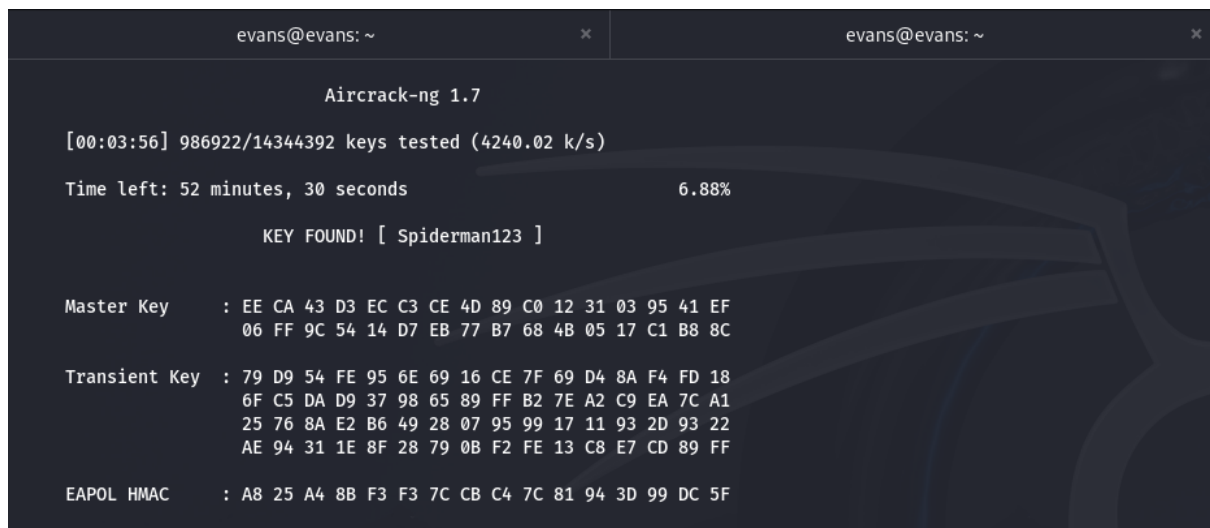 evans@evans: ~ × evans@evans: ~ ×
Aircrack-ng 1.7
[00:03:56] 986922/14344392 keys tested (4240.02 k/s)
Time left: 52 minutes, 30 seconds 6.88%
KEY FOUND! [ Spiderman123 ]
Master Key : EE CA 43 D3 EC C3 CE 4D 89 C0 12 31 03 95 41 EF
06 FF 9C 54 14 D7 EB 77 B7 68 4B 05 17 C1 B8 8C
Transient Key : 79 D9 54 FE 95 6E 69 16 CE 7F 69 D4 8A F4 FD 18
6F C5 DA D9 37 98 65 89 FF B2 7E A2 C9 EA 7C A1
25 76 8A E2 B6 49 28 07 95 99 17 11 93 2D 93 22
AE 94 31 1E 8F 28 79 0B F2 FE 13 C8 E7 CD 89 FF
EAPOL HMAC : A8 25 A4 8B F3 F3 7C CB C4 7C 81 94 3D 99 DC 5F